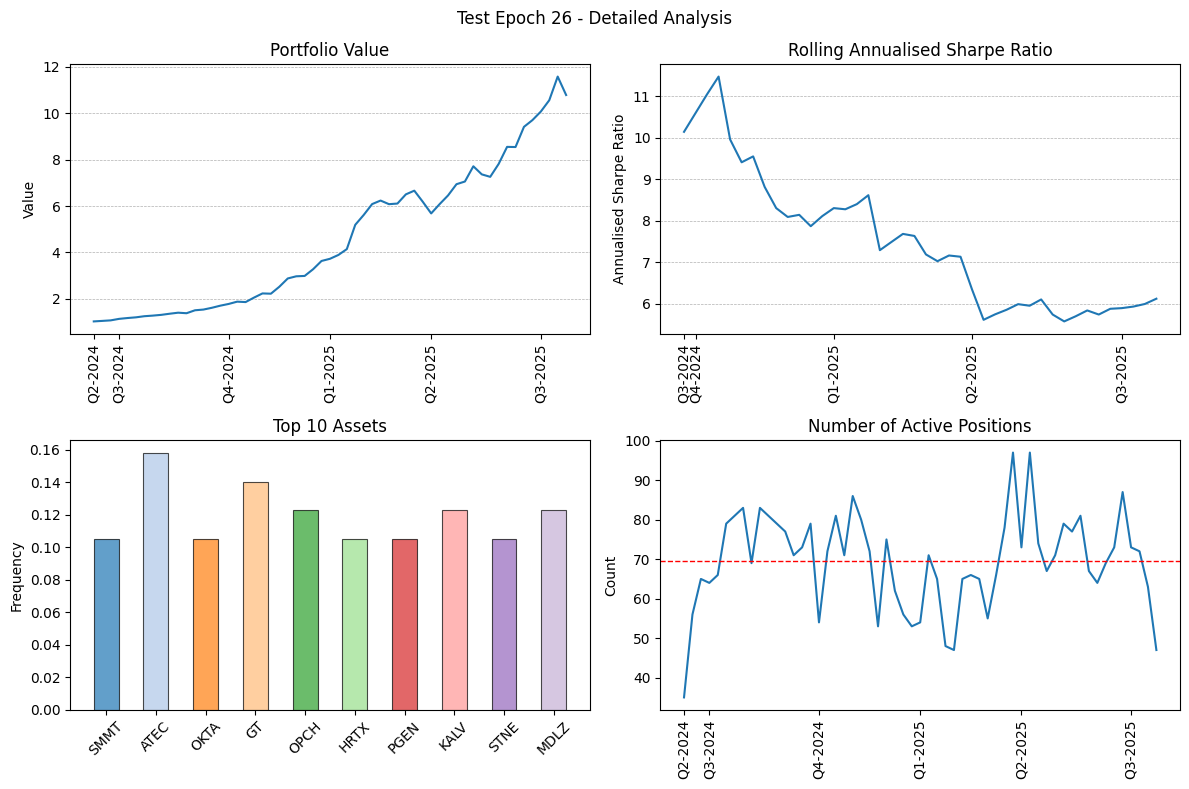 Test Epoch 26 - Detailed Analysis
Portfolio Value
Value
12
10
8
6
4
2
Q2-2024
Q3-2024
Q4-2024
Q1-2025
Q2-2025
Q3-2025
Rolling Annualised Sharpe Ratio
Annualised Sharpe Ratio
11
10
9
8
7
6
Q3-2024
Q4-2024
Q1-2025
Q2-2025
Q3-2025
Top 10 Assets
Frequency
0.16
0.14
0.12
0.10
0.08
0.06
0.04
0.02
0.00
SMMT
ATEC
OKTA
GT
OPCH
HRTX
PGEN
KALV
STNE
MDLZ
Number of Active Positions
Count
100
90
80
70
60
50
40
Q2-2024
Q3-2024
Q4-2024
Q1-2025
Q2-2025
Q3-2025